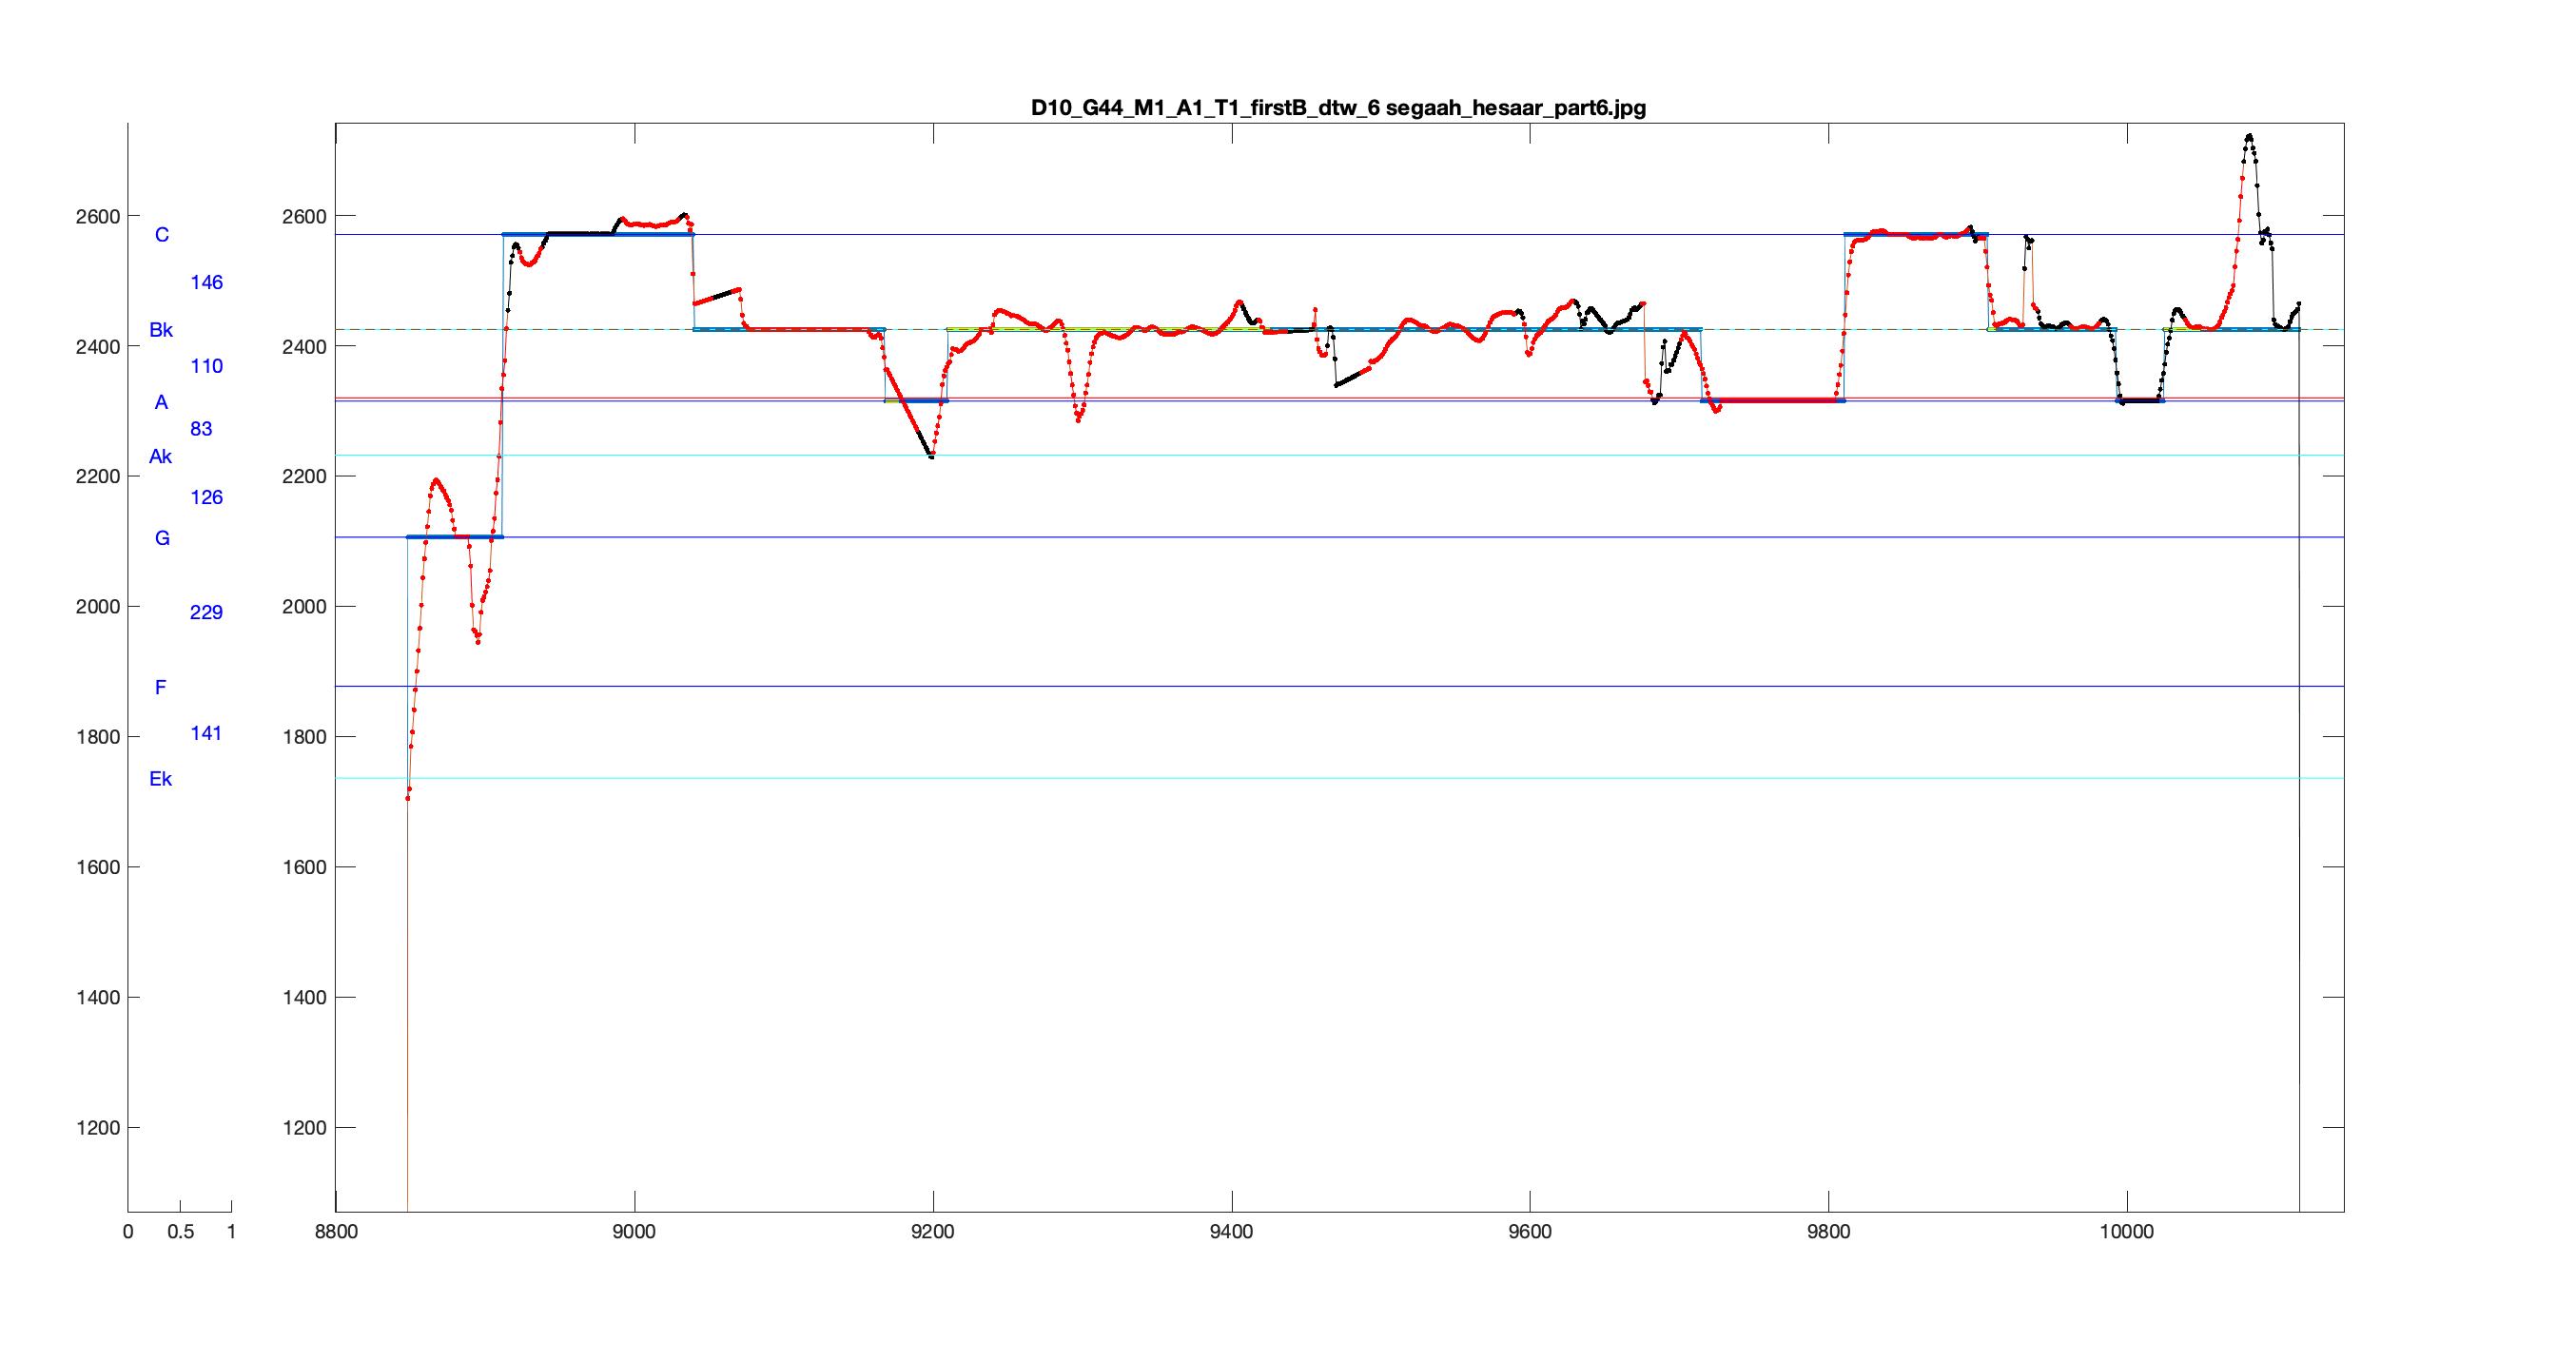 D10_G44_M1_A1_T1_firstB_dtw_6 segaah_hesaar_part6.jpg
2600 2600
C
146
Bk
2400 2400
110
A
83
Ak
2200 2200
126
G
2000 2000
229
F
1800 1800
141
Ek
1600 1600
1400 1400
1200 1200
0 0.5 1 8800 9000 9200 9400 9600 9800 10000